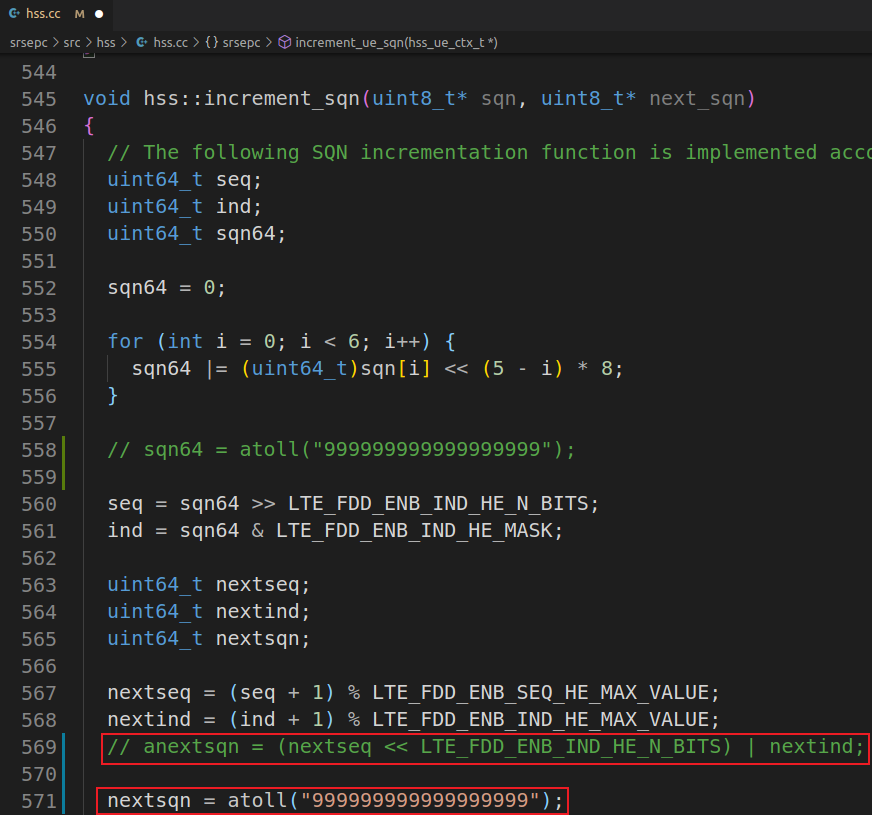 hss.cc M
srsepc > src > hss > hss.cc > {} srsepc > increment_ue_sqn(hss_ue_ctx_t *)
544
545 void hss::increment_sqn(uint8_t* sqn, uint8_t* next_sqn)
546 {
547 // The following SQN incrementation function is implemented
548 uint64_t seq;
549 uint64_t ind;
550 uint64_t sqn64;
551
552 sqn64 = 0;
553
554 for (int i = 0; i < 6; i++) {
555 sqn64 |= (uint64_t)sqn[i] << (5 - i) * 8;
556 }
557
558 // sqn64 = atoll("999999999999999999");
559
560 seq = sqn64 >> LTE_FDD_ENB_IND_HE_N_BITS;
561 ind = sqn64 & LTE_FDD_ENB_IND_HE_MASK;
562
563 uint64_t nextseq;
564 uint64_t nextind;
565 uint64_t nextsqn;
566
567 nextseq = (seq + 1) % LTE_FDD_ENB_SEQ_HE_MAX_VALUE;
568 nextind = (ind + 1) % LTE_FDD_ENB_IND_HE_MAX_VALUE;
569 // anextsqn = (nextseq << LTE_FDD_ENB_IND_HE_N_BITS) | nextind;
570
571 nextsqn = atoll("999999999999999999");